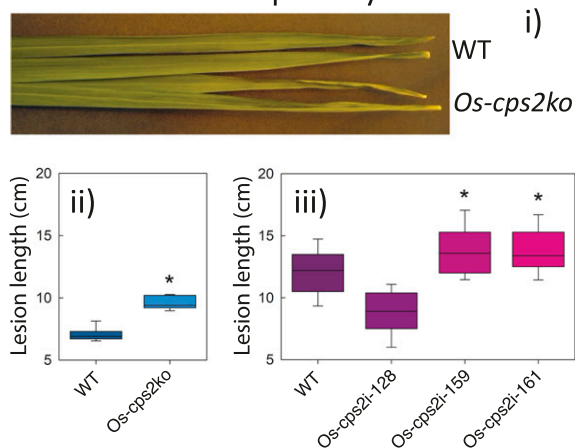 i)
WT
Os-cps2ko
ii)
Lesion length (cm)
20
15
10
5
*
WT
Os-cps2ko
iii)
Lesion length (cm)
20
15
10
5
*
*
WT
Os-cps2i-128
Os-cps2i-159
Os-cps2i-161